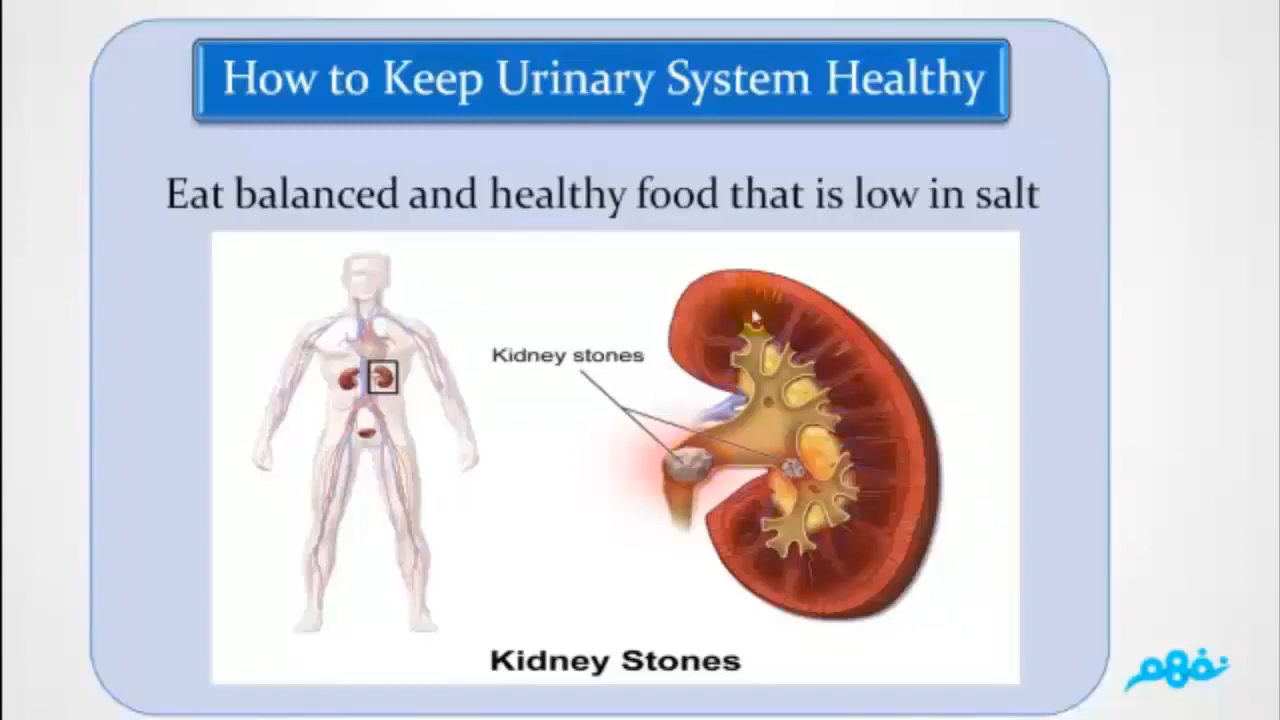 How to Keep Urinary System Healthy
Eat balanced and healthy food that is low in salt
Kidney stones
Kidney Stones
نفهم